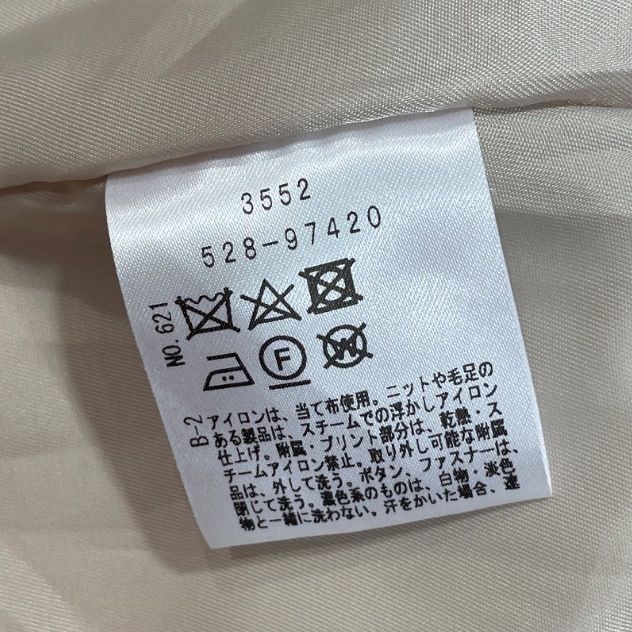 3552
528-97420
NO. 621
F
W
B-2
アイロンは、当て布使用。ニットや毛足の
ある製品は、スチームでの浮かしアイロン
仕上げ。附属・プリント部分は、乾熱・ス
チームアイロン禁止。取り外し可能な附属
品は、外して洗う。ボタン、ファスナーは、
閉じて洗う。濃色系のものは、白物・淡色
物と一緒に洗わない。汗をかいた場合、速